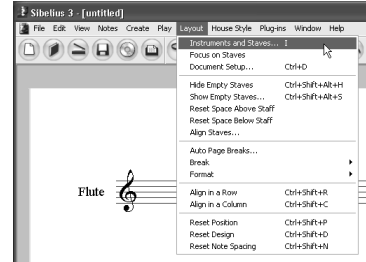 Sibelius 3 - [untitled]
File Edit View Notes Create Play Layout House Style Plug-ins Window Help
Instruments and Staves... I
Focus on Staves
Document Setup... Ctrl+D
Hide Empty Staves Ctrl+Shift+Alt+H
Show Empty Staves... Ctrl+Shift+Alt+S
Reset Space Above Staff
Reset Space Below Staff
Align Staves...
Auto Page Breaks...
Break
Format
Align in a Row Ctrl+Shift+R
Align in a Column Ctrl+Shift+C
Reset Position Ctrl+Shift+P
Reset Design Ctrl+Shift+D
Reset Note Spacing Ctrl+Shift+N
Flute